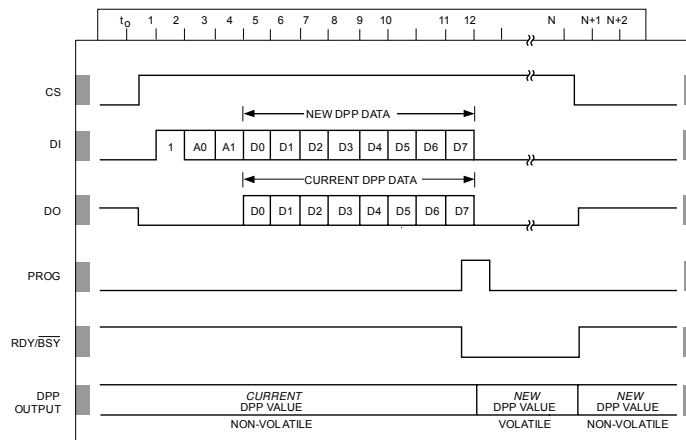 to 1 2 3 4 5 6 7 8 9 10 11 12 N N+1 N+2
CS
NEW DPP DATA
DI 1 A0 A1 D0 D1 D2 D3 D4 D5 D6 D7
CURRENT DPP DATA
DO D0 D1 D2 D3 D4 D5 D6 D7
PROG
RDY/BSY
DPP OUTPUT
CURRENT DPP VALUE
NON-VOLATILE
NEW DPP VALUE
VOLATILE
NEW DPP VALUE
NON-VOLATILE